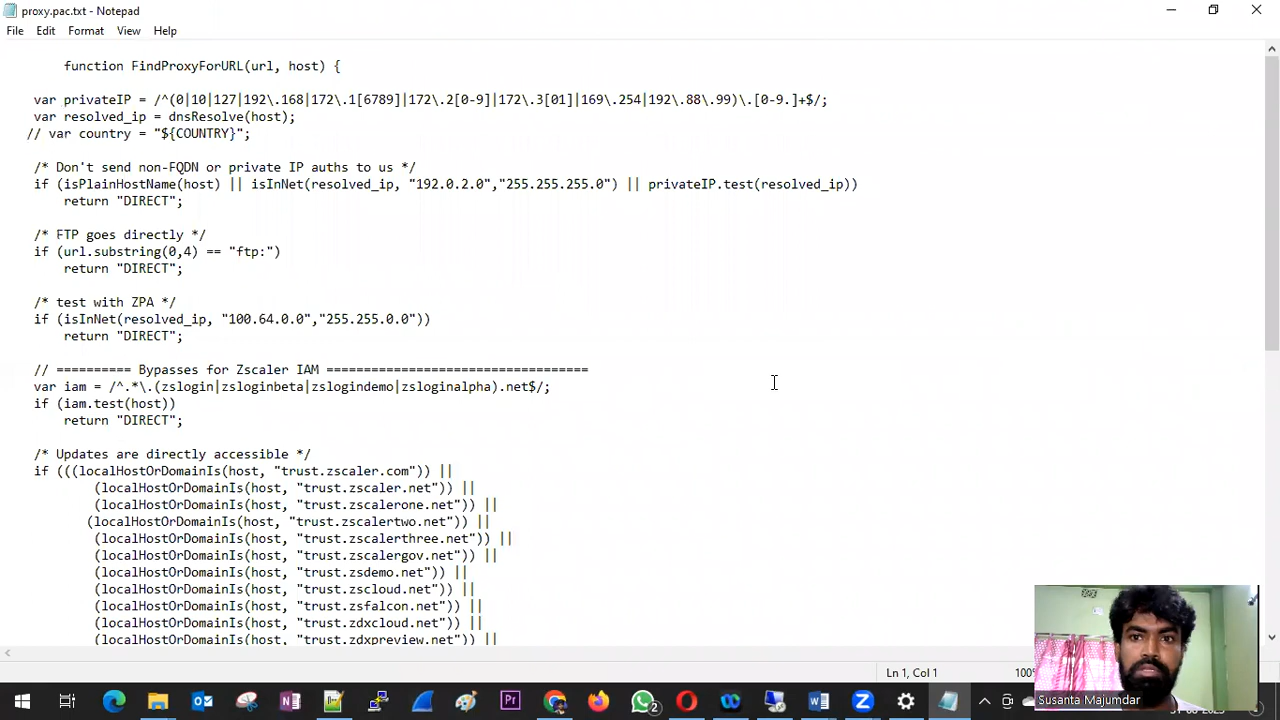 proxy.pac.txt - Notepad
File Edit Format View Help
function FindProxyForURL(url, host) {
var privateIP = /^(0|10|127|192\.168|172\.1[6789]|172\.2[0-9]|172\.3[01]|169\.254|192\.88\.99)\.[0-9.]+$/;
var resolved_ip = dnsResolve(host);
// var country = "${COUNTRY}";
/* Don't send non-FQDN or private IP auths to us */
if (isPlainHostName(host) || isInNet(resolved_ip, "192.0.2.0","255.255.255.0") || privateIP.test(resolved_ip))
return "DIRECT";
/* FTP goes directly */
if (url.substring(0,4) == "ftp:")
return "DIRECT";
/* test with ZPA */
if (isInNet(resolved_ip, "100.64.0.0","255.255.0.0"))
return "DIRECT";
// ========== Bypasses for Zscaler IAM ===================================
var iam = /^.*\.(zslogin|zsloginbeta|zslogindemo|zsloginalpha).net$/;
if (iam.test(host))
return "DIRECT";
/* Updates are directly accessible */
if (((localHostOrDomainIs(host, "trust.zscaler.com")) ||
(localHostOrDomainIs(host, "trust.zscaler.net")) ||
(localHostOrDomainIs(host, "trust.zscalerone.net")) ||
(localHostOrDomainIs(host, "trust.zscalertwo.net")) ||
(localHostOrDomainIs(host, "trust.zscalerthree.net")) ||
(localHostOrDomainIs(host, "trust.zscalergov.net")) ||
(localHostOrDomainIs(host, "trust.zsdemo.net")) ||
(localHostOrDomainIs(host, "trust.zscloud.net")) ||
(localHostOrDomainIs(host, "trust.zsfalcon.net")) ||
(localHostOrDomainIs(host, "trust.zdxcloud.net")) ||
(localHostOrDomainIs(host, "trust.zdxpreview.net")) ||
Ln 1, Col 1 100%
Susanta Majumdar